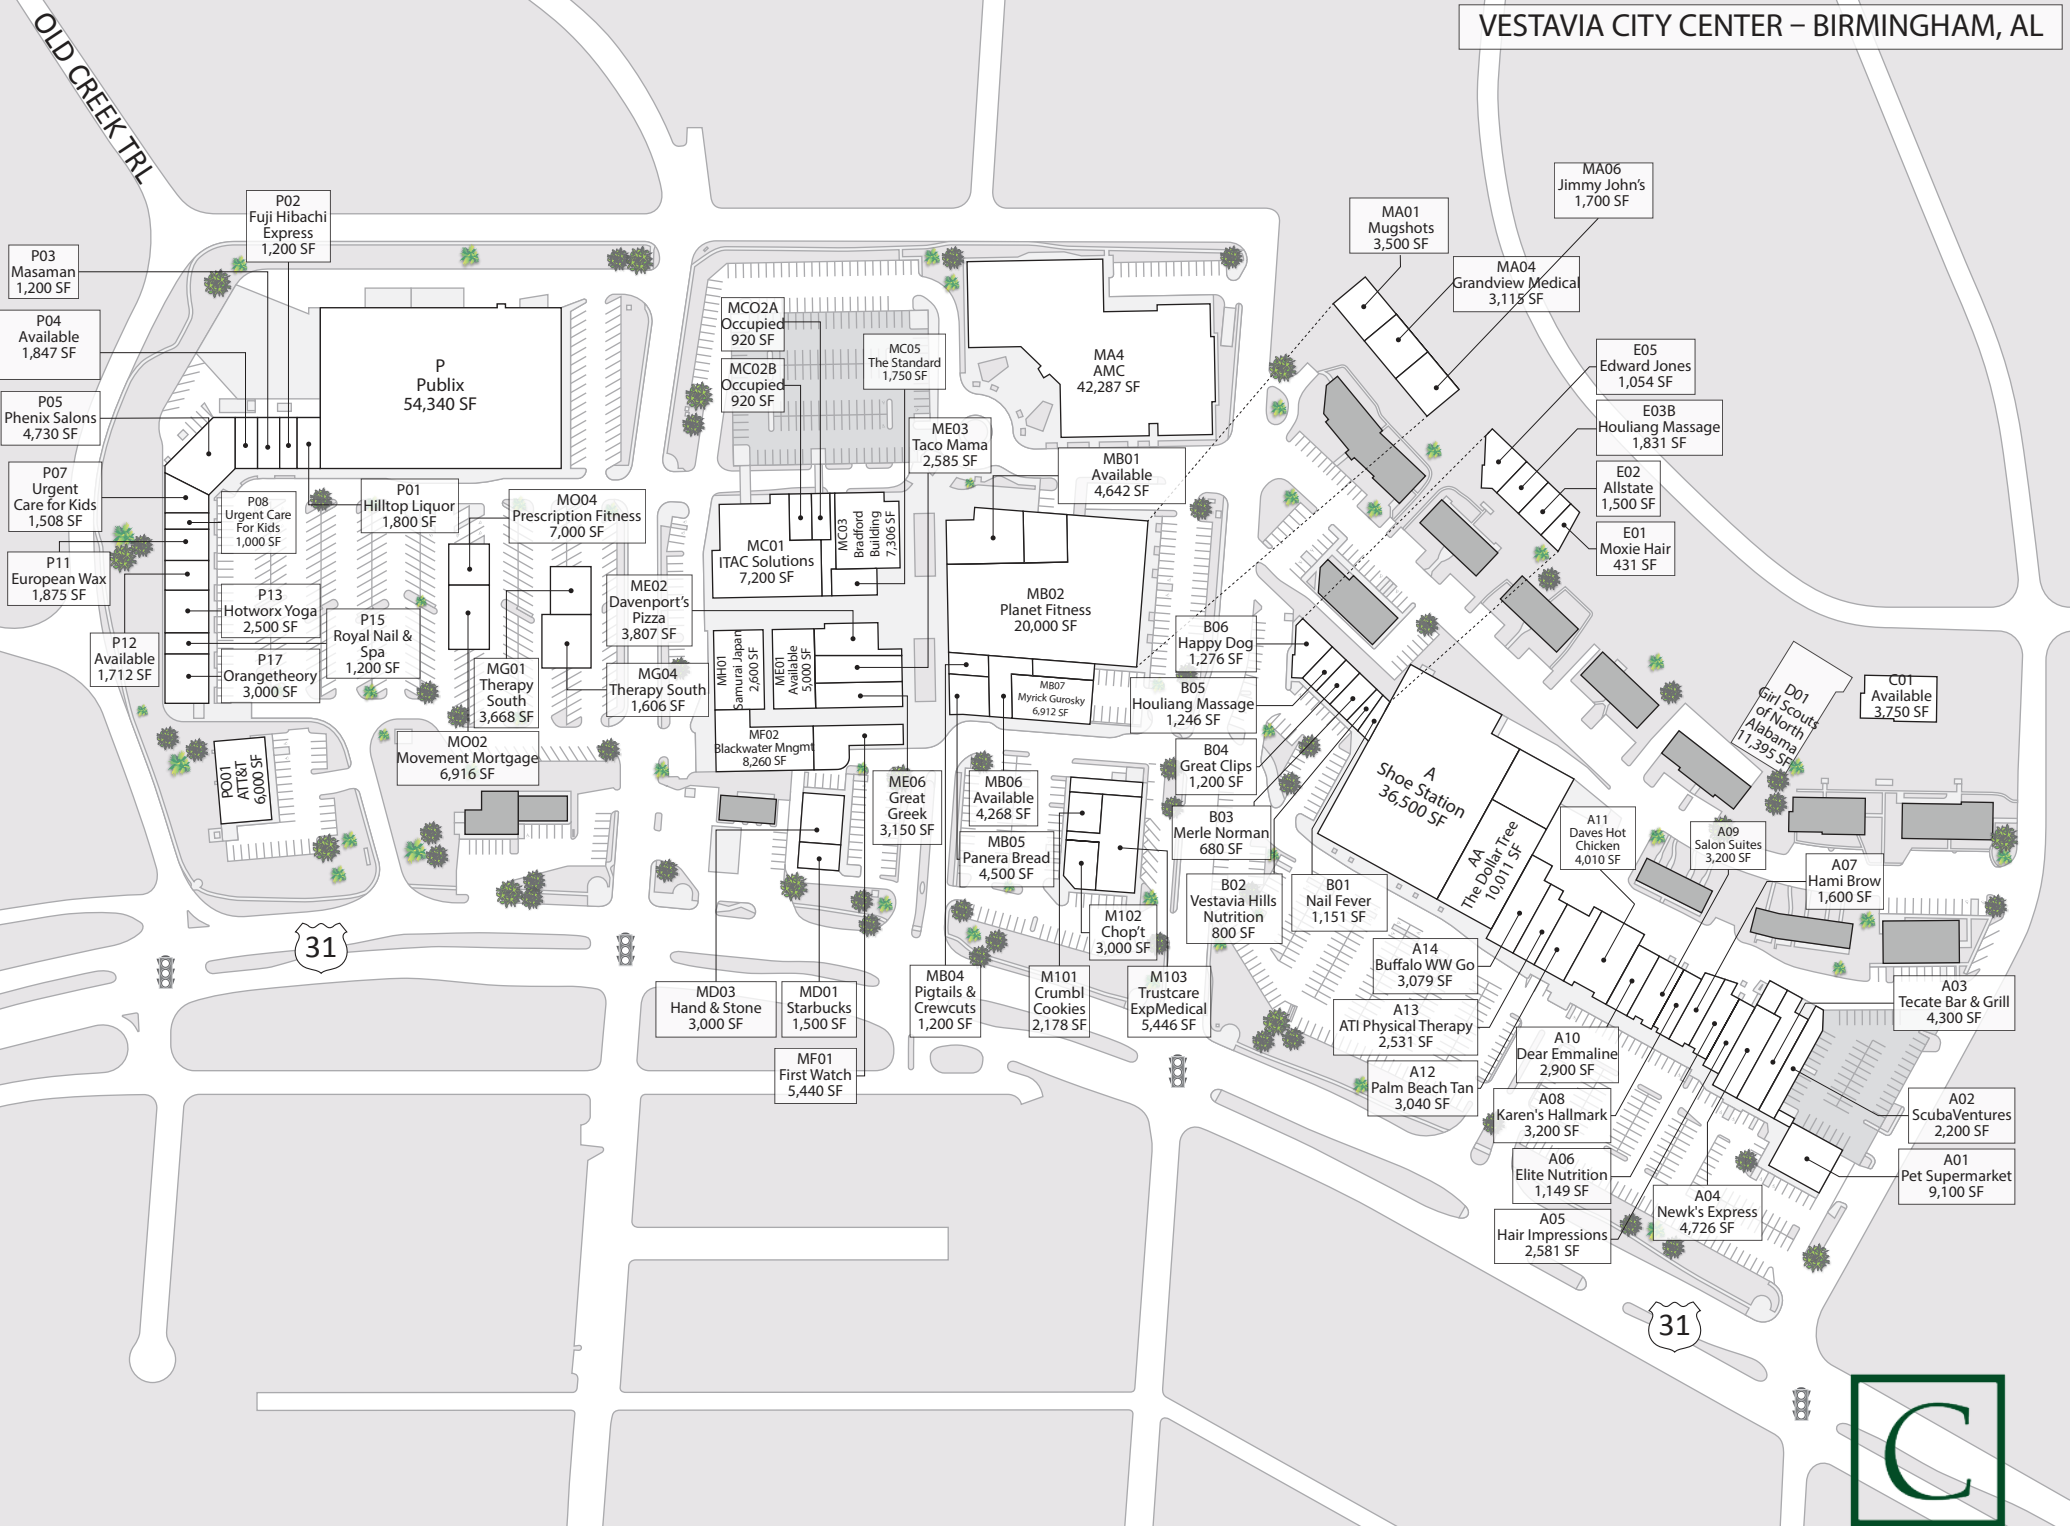 VESTAVIA CITY CENTER – BIRMINGHAM, AL
OLD CREEK TRL
P02
Fuji Hibachi
Express
1,200 SF
P03
Masaman
1,200 SF
P04
Available
1,847 SF
P05
Phenix Salons
4,730 SF
P07
Urgent
Care for Kids
1,508 SF
P08
Urgent Care
For Kids
1,000 SF
P11
European Wax
1,875 SF
P12
Available
1,712 SF
P13
Hotworx Yoga
2,500 SF
P15
Royal Nail &
Spa
1,200 SF
P17
Orangetheory
3,000 SF
P
Publix
54,340 SF
P01
Hilltop Liquor
1,800 SF
MO04
Prescription Fitness
7,000 SF
MG01
Therapy
South
3,668 SF
MG04
Therapy South
1,606 SF
MO02
Movement Mortgage
6,916 SF
PO01
ATT&T
6,000 SF
MCO2A
Occupied
920 SF
MC02B
Occupied
920 SF
MC05
The Standard
1,750 SF
MC01
ITAC Solutions
7,200 SF
MC03
Bradford
Building
7,306 SF
ME03
Taco Mama
2,585 SF
ME02
Davenport’s
Pizza
3,807 SF
MH01
Samurai Japan
2,600 SF
ME01
Available
5,000 SF
MF02
Blackwater Mngmt
8,260 SF
ME06
Great
Greek
3,150 SF
MD03
Hand & Stone
3,000 SF
MD01
Starbucks
1,500 SF
MF01
First Watch
5,440 SF
MA4
AMC
42,287 SF
MB01
Available
4,642 SF
MB02
Planet Fitness
20,000 SF
MB07
Myrick Gurosky
6,912 SF
MB06
Available
4,268 SF
MB05
Panera Bread
4,500 SF
MB04
Pigtails &
Crewcuts
1,200 SF
M101
Crumbl
Cookies
2,178 SF
M102
Chop’t
3,000 SF
M103
Trustcare
ExpMedical
5,446 SF
MA01
Mugshots
3,500 SF
MA06
Jimmy John’s
1,700 SF
MA04
Grandview Medical
3,115 SF
E05
Edward Jones
1,054 SF
E03B
Houliang Massage
1,831 SF
E02
Allstate
1,500 SF
E01
Moxie Hair
431 SF
B06
Happy Dog
1,276 SF
B05
Houliang Massage
1,246 SF
B04
Great Clips
1,200 SF
B03
Merle Norman
680 SF
B02
Vestavia Hills
Nutrition
800 SF
B01
Nail Fever
1,151 SF
A
Shoe Station
36,500 SF
AA
The Dollar Tree
10,011 SF
D01
Girl Scouts
of North
Alabama
11,395 SF
C01
Available
3,750 SF
A11
Daves Hot
Chicken
4,010 SF
A09
Salon Suites
3,200 SF
A07
Hami Brow
1,600 SF
A14
Buffalo WW Go
3,079 SF
A13
ATI Physical Therapy
2,531 SF
A12
Palm Beach Tan
3,040 SF
A10
Dear Emmaline
2,900 SF
A08
Karen's Hallmark
3,200 SF
A06
Elite Nutrition
1,149 SF
A05
Hair Impressions
2,581 SF
A04
Newk's Express
4,726 SF
A03
Tecate Bar & Grill
4,300 SF
A02
ScubaVentures
2,200 SF
A01
Pet Supermarket
9,100 SF
31
31
C